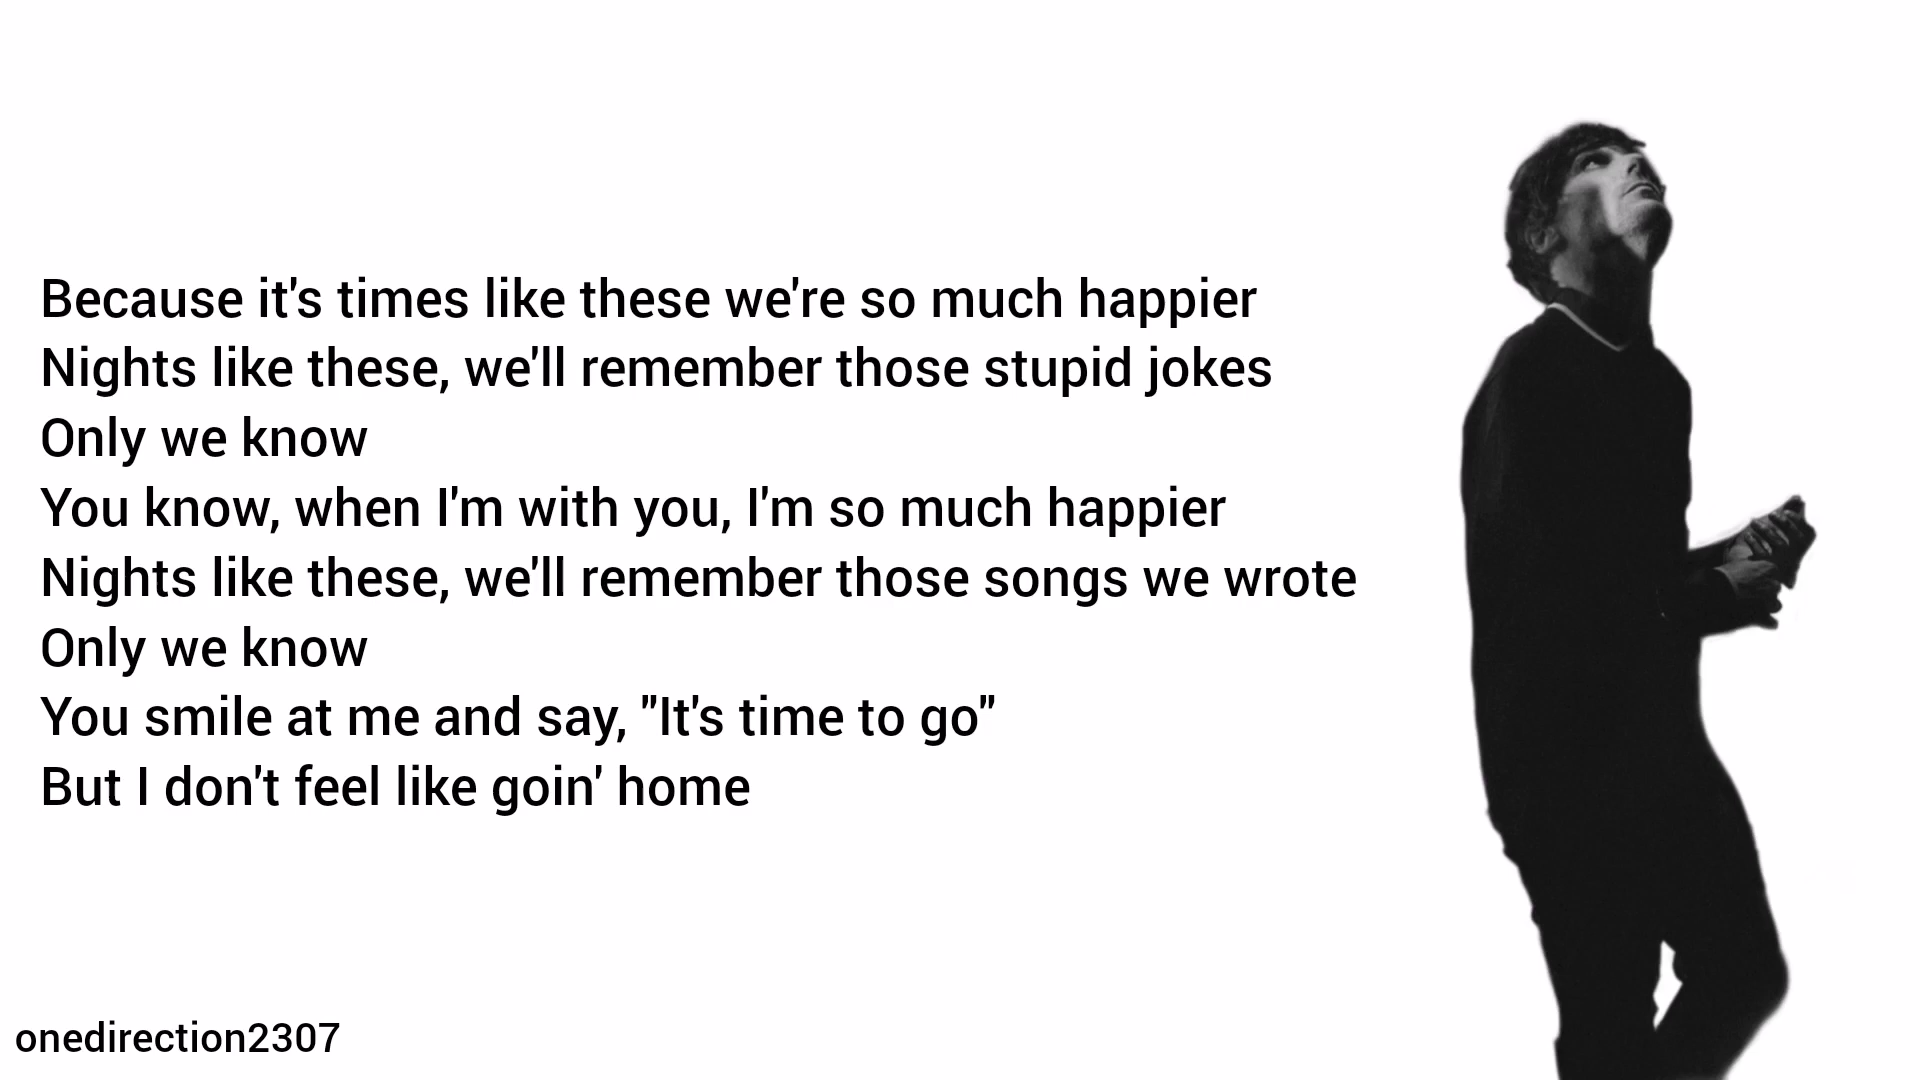 Because it's times like these we're so much happier
Nights like these, we'll remember those stupid jokes
Only we know
You know, when I'm with you, I'm so much happier
Nights like these, we'll remember those songs we wrote
Only we know
You smile at me and say, "It's time to go"
But I don't feel like goin' home
onedirection2307